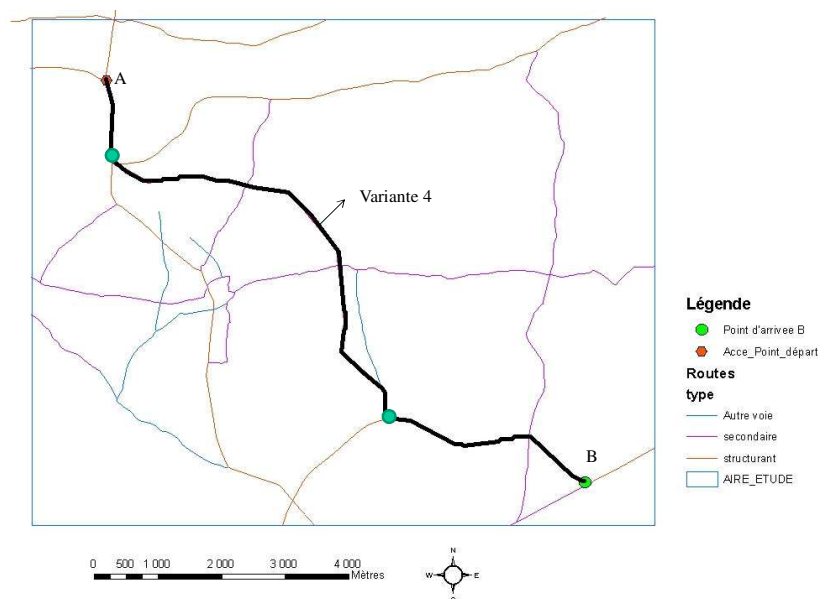 A
Variante 4
B
Légende
Point d'arrivee B
Acce_Point_départ
Routes
type
Autre voie
secondaire
structurant
AIRE_ETUDE
0 500 1 000 2 000 3 000 4 000
Mètres
N
W E